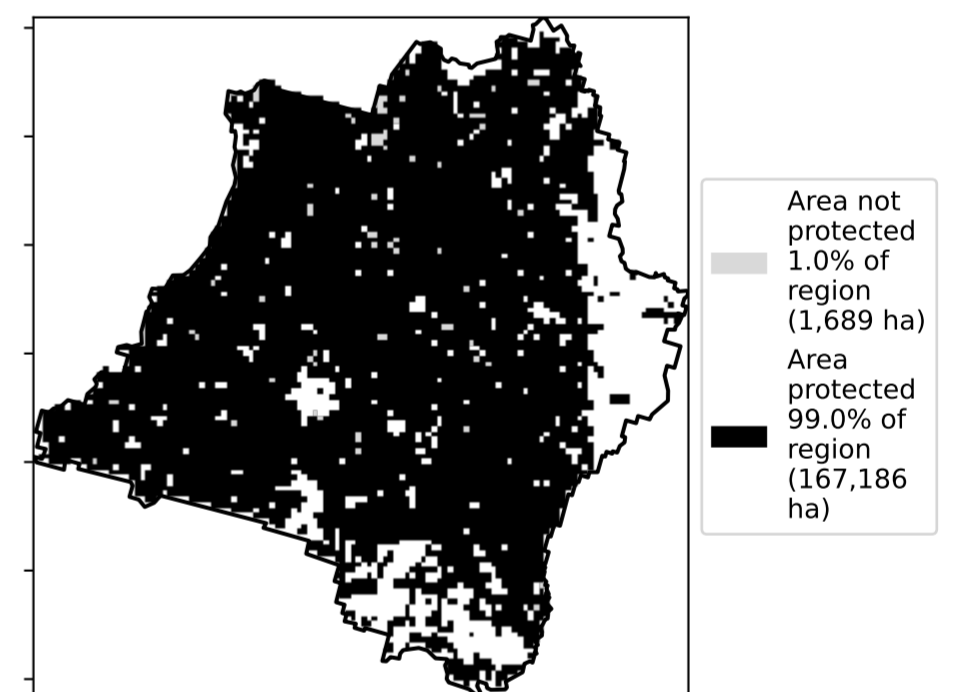 Area not
protected
1.0% of
region
(1,689 ha)
Area
protected
99.0% of
region
(167,186
ha)